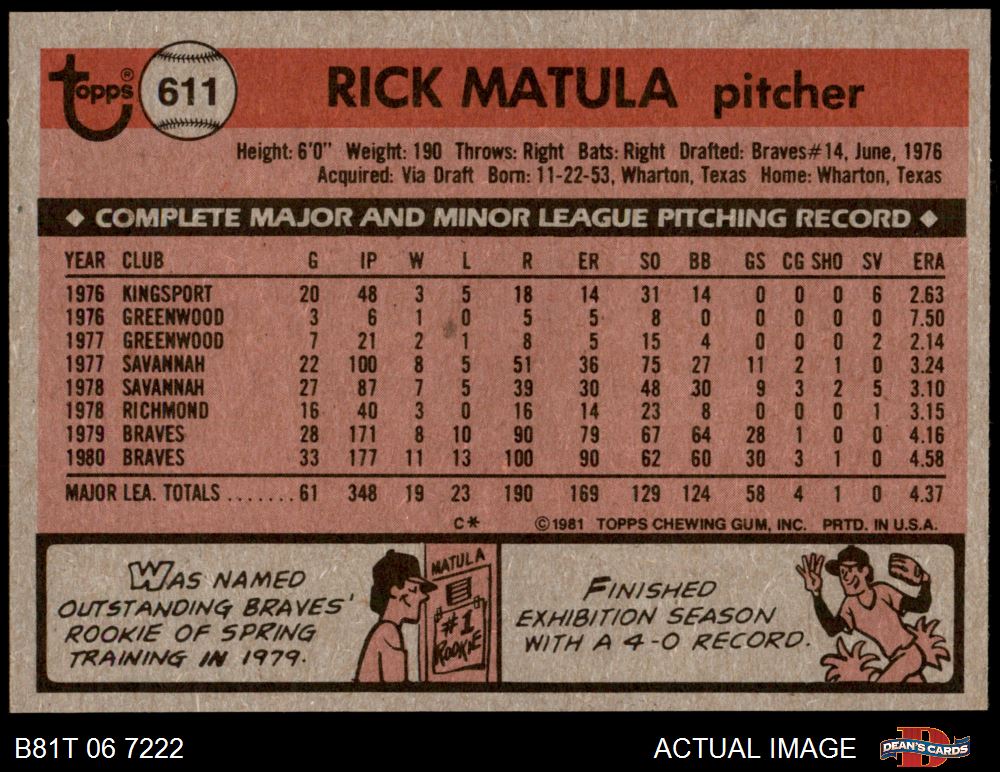 topps® 611 RICK MATULA pitcher
Height: 6'0" Weight: 190 Throws: Right Bats: Right Drafted: Braves#14, June, 1976
Acquired: Via Draft Born: 11-22-53, Wharton, Texas Home: Wharton, Texas
◆ COMPLETE MAJOR AND MINOR LEAGUE PITCHING RECORD ◆
YEAR CLUB G IP W L R ER SO BB GS CG SHO SV ERA
1976 KINGSPORT 20 48 3 5 18 14 31 14 0 0 0 6 2.63
1976 GREENWOOD 3 6 1 0 5 5 8 0 0 0 0 0 7.50
1977 GREENWOOD 7 21 2 1 8 5 15 4 0 0 0 2 2.14
1977 SAVANNAH 22 100 8 5 51 36 75 27 11 2 1 0 3.24
1978 SAVANNAH 27 87 7 5 39 30 48 30 9 3 2 5 3.10
1978 RICHMOND 16 40 3 0 16 14 23 8 0 0 0 1 3.15
1979 BRAVES 28 171 8 10 90 79 67 64 28 1 0 0 4.16
1980 BRAVES 33 177 11 13 100 90 62 60 30 3 1 0 4.58
MAJOR LEA. TOTALS.......61 348 19 23 190 169 129 124 58 4 1 0 4.37
C* ©1981 TOPPS CHEWING GUM, INC. PRTD. IN U.S.A.
WAS NAMED
OUTSTANDING BRAVES'
ROOKIE OF SPRING
TRAINING IN 1979.
MATULA
#1
ROOKIE
FINISHED
EXHIBITION SEASON
WITH A 4-0 RECORD.
B81T 06 7222 ACTUAL IMAGE DEAN'S CARDS